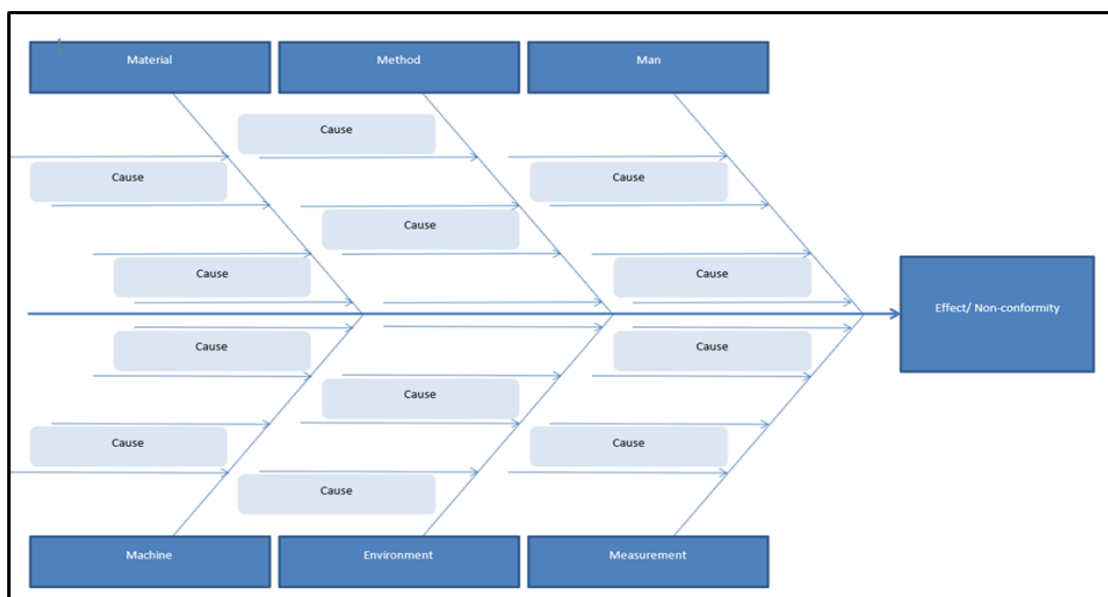 Material
Method
Man
Cause
Cause
Cause
Cause
Cause
Cause
Effect/ Non-conformity
Cause
Cause
Cause
Cause
Cause
Cause
Machine
Environment
Measurement